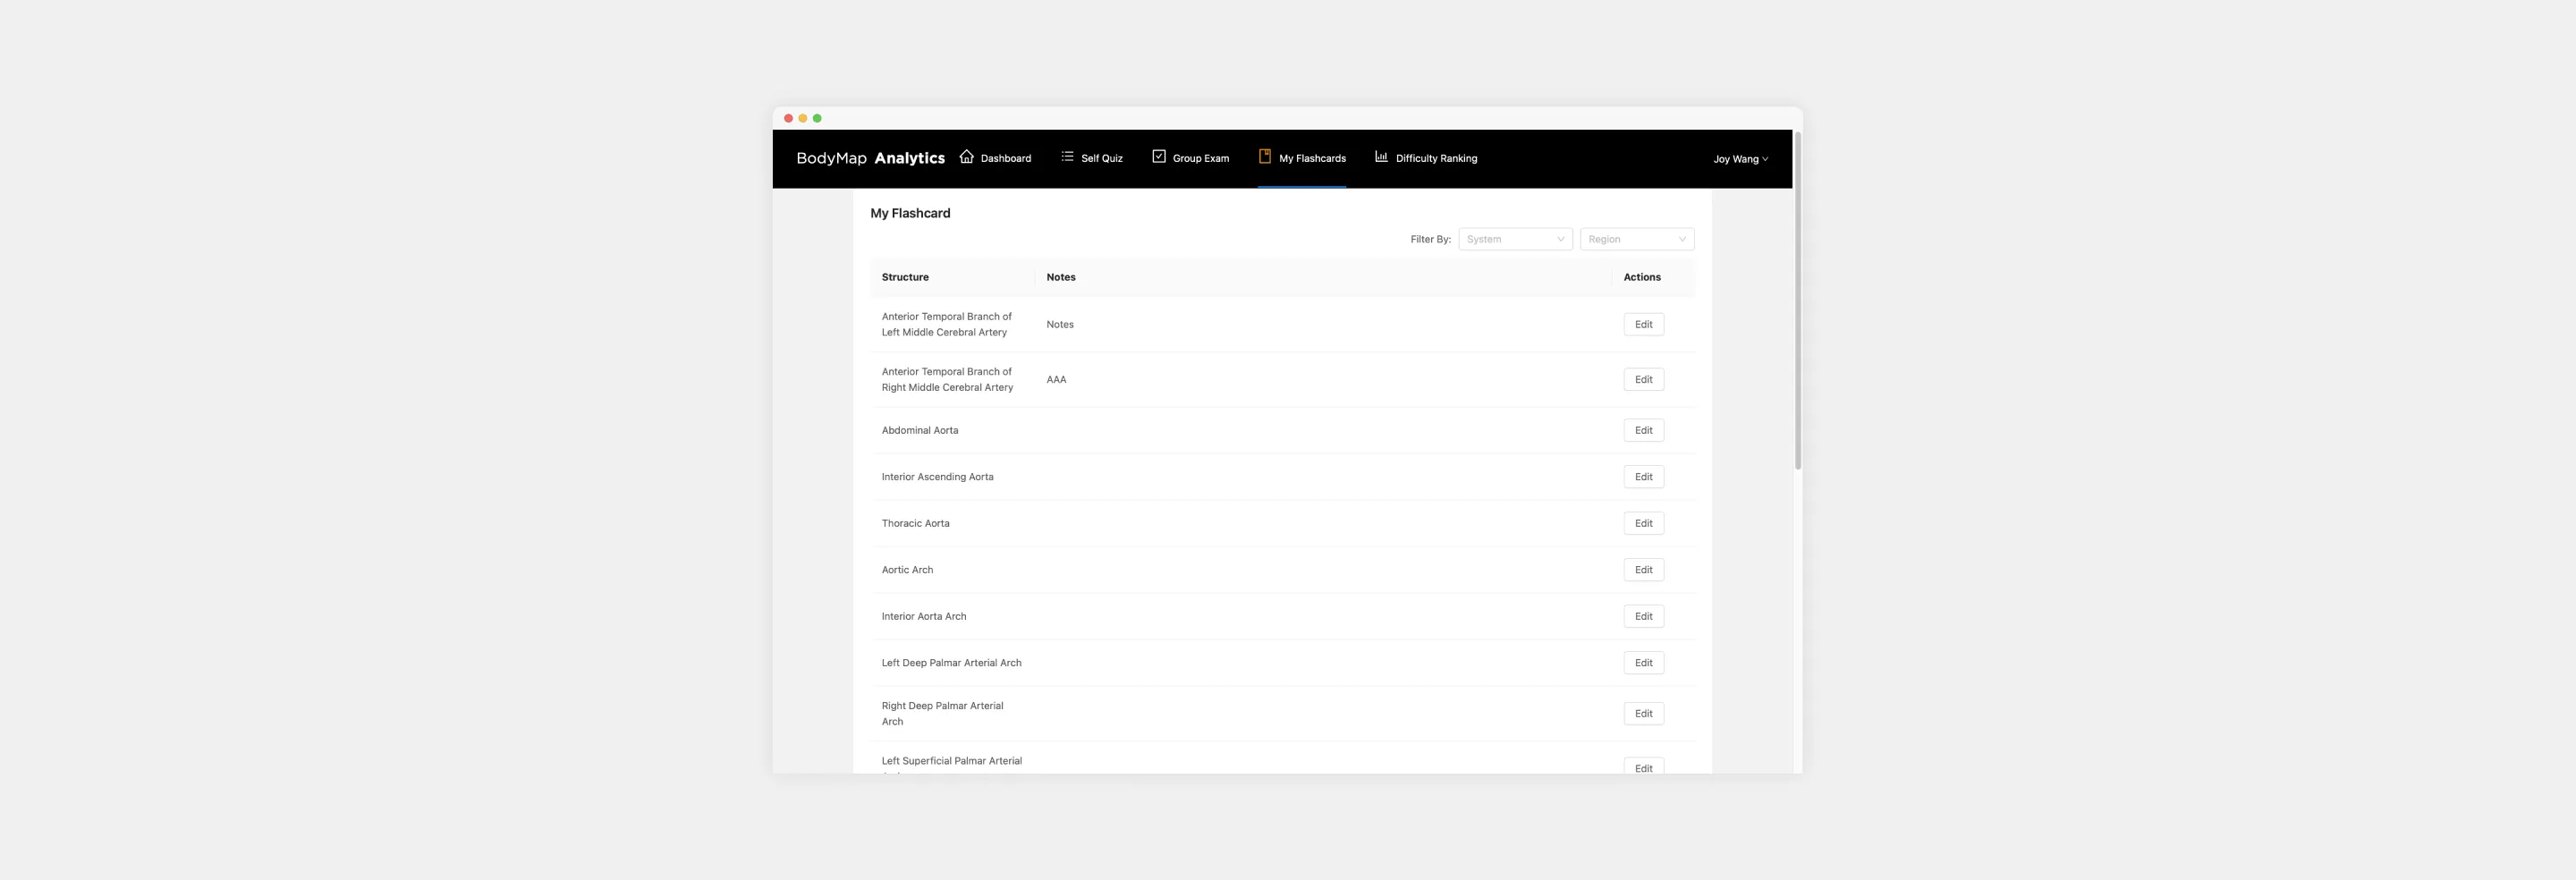 BodyMap Analytics Dashboard Self Quiz Group Exam My Flashcards Difficulty Ranking Joy Wang
My Flashcard
Filter By: System Region
Structure Notes Actions
Anterior Temporal Branch of
Left Middle Cerebral Artery
Notes Edit
Anterior Temporal Branch of
Right Middle Cerebral Artery
AAA Edit
Abdominal Aorta Edit
Interior Ascending Aorta Edit
Thoracic Aorta Edit
Aortic Arch Edit
Interior Aorta Arch Edit
Left Deep Palmar Arterial Arch Edit
Right Deep Palmar Arterial
Arch
Edit
Left Superficial Palmar Arterial
Edit